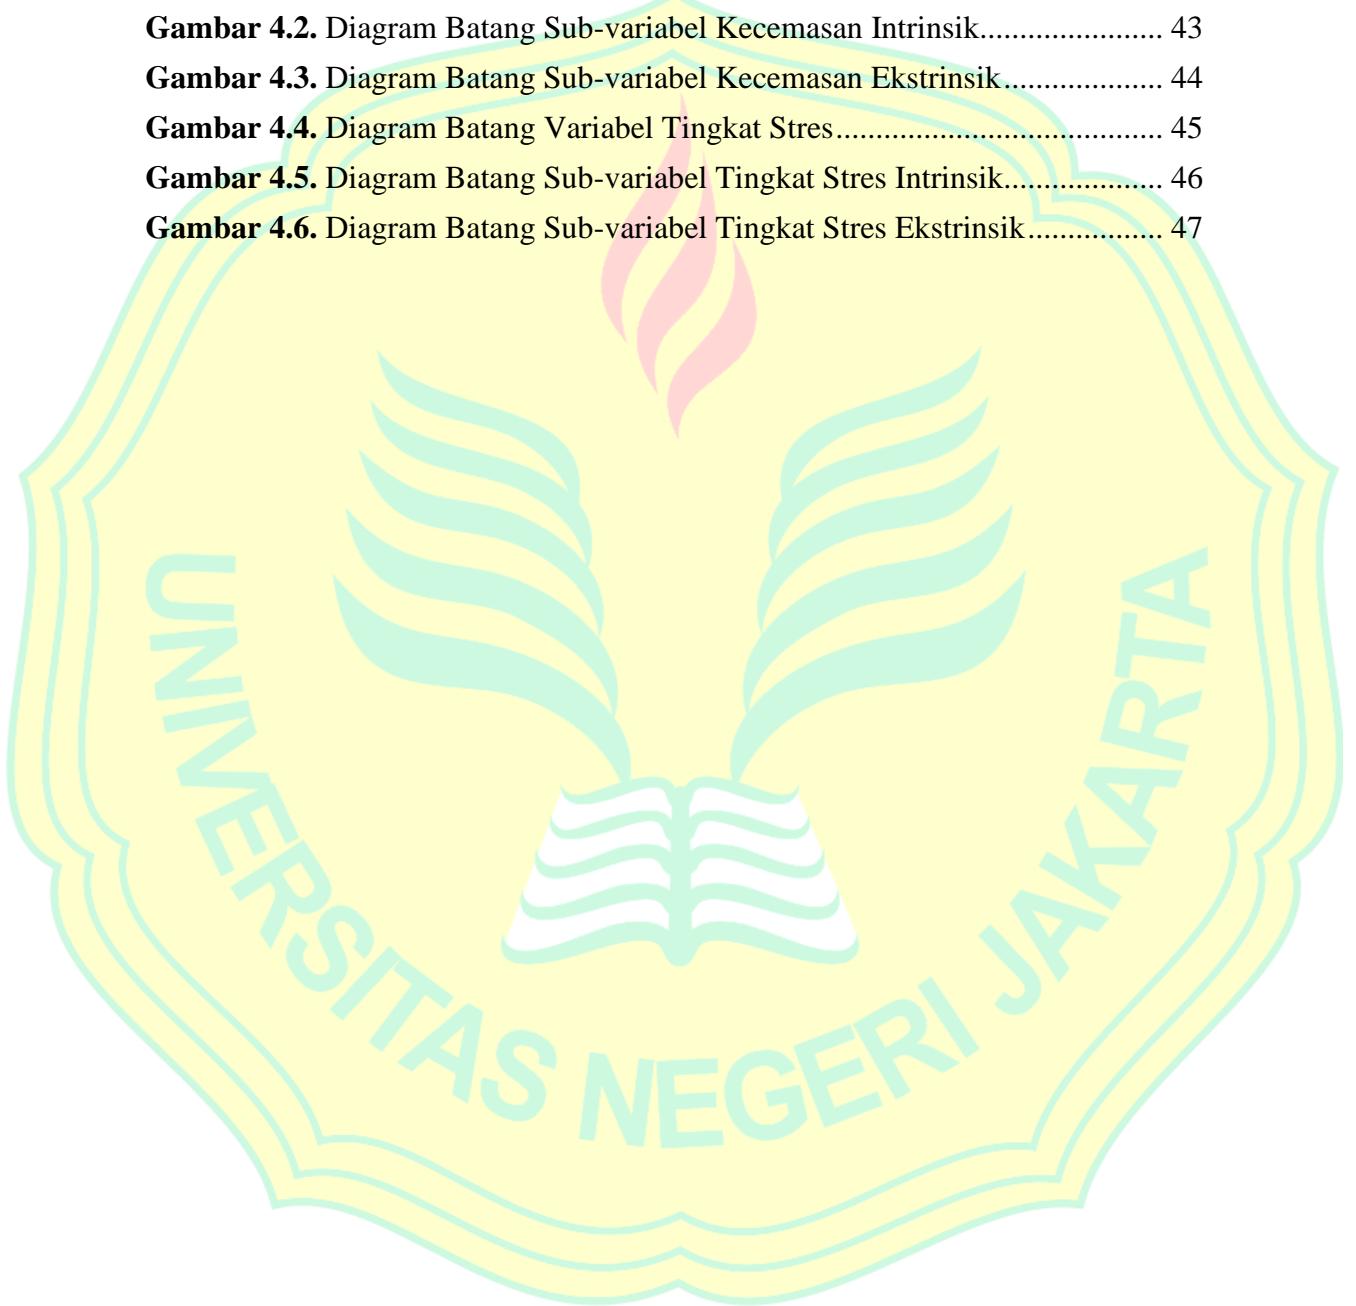 Gambar 4.2. Diagram Batang Sub-variabel Kecemasan Intrinsik....................... 43
Gambar 4.3. Diagram Batang Sub-variabel Kecemasan Ekstrinsik.................... 44
Gambar 4.4. Diagram Batang Variabel Tingkat Stres......................................... 45
Gambar 4.5. Diagram Batang Sub-variabel Tingkat Stres Intrinsik.................... 46
Gambar 4.6. Diagram Batang Sub-variabel Tingkat Stres Ekstrinsik................. 47
UNIVERSITAS NEGERI JAKARTA